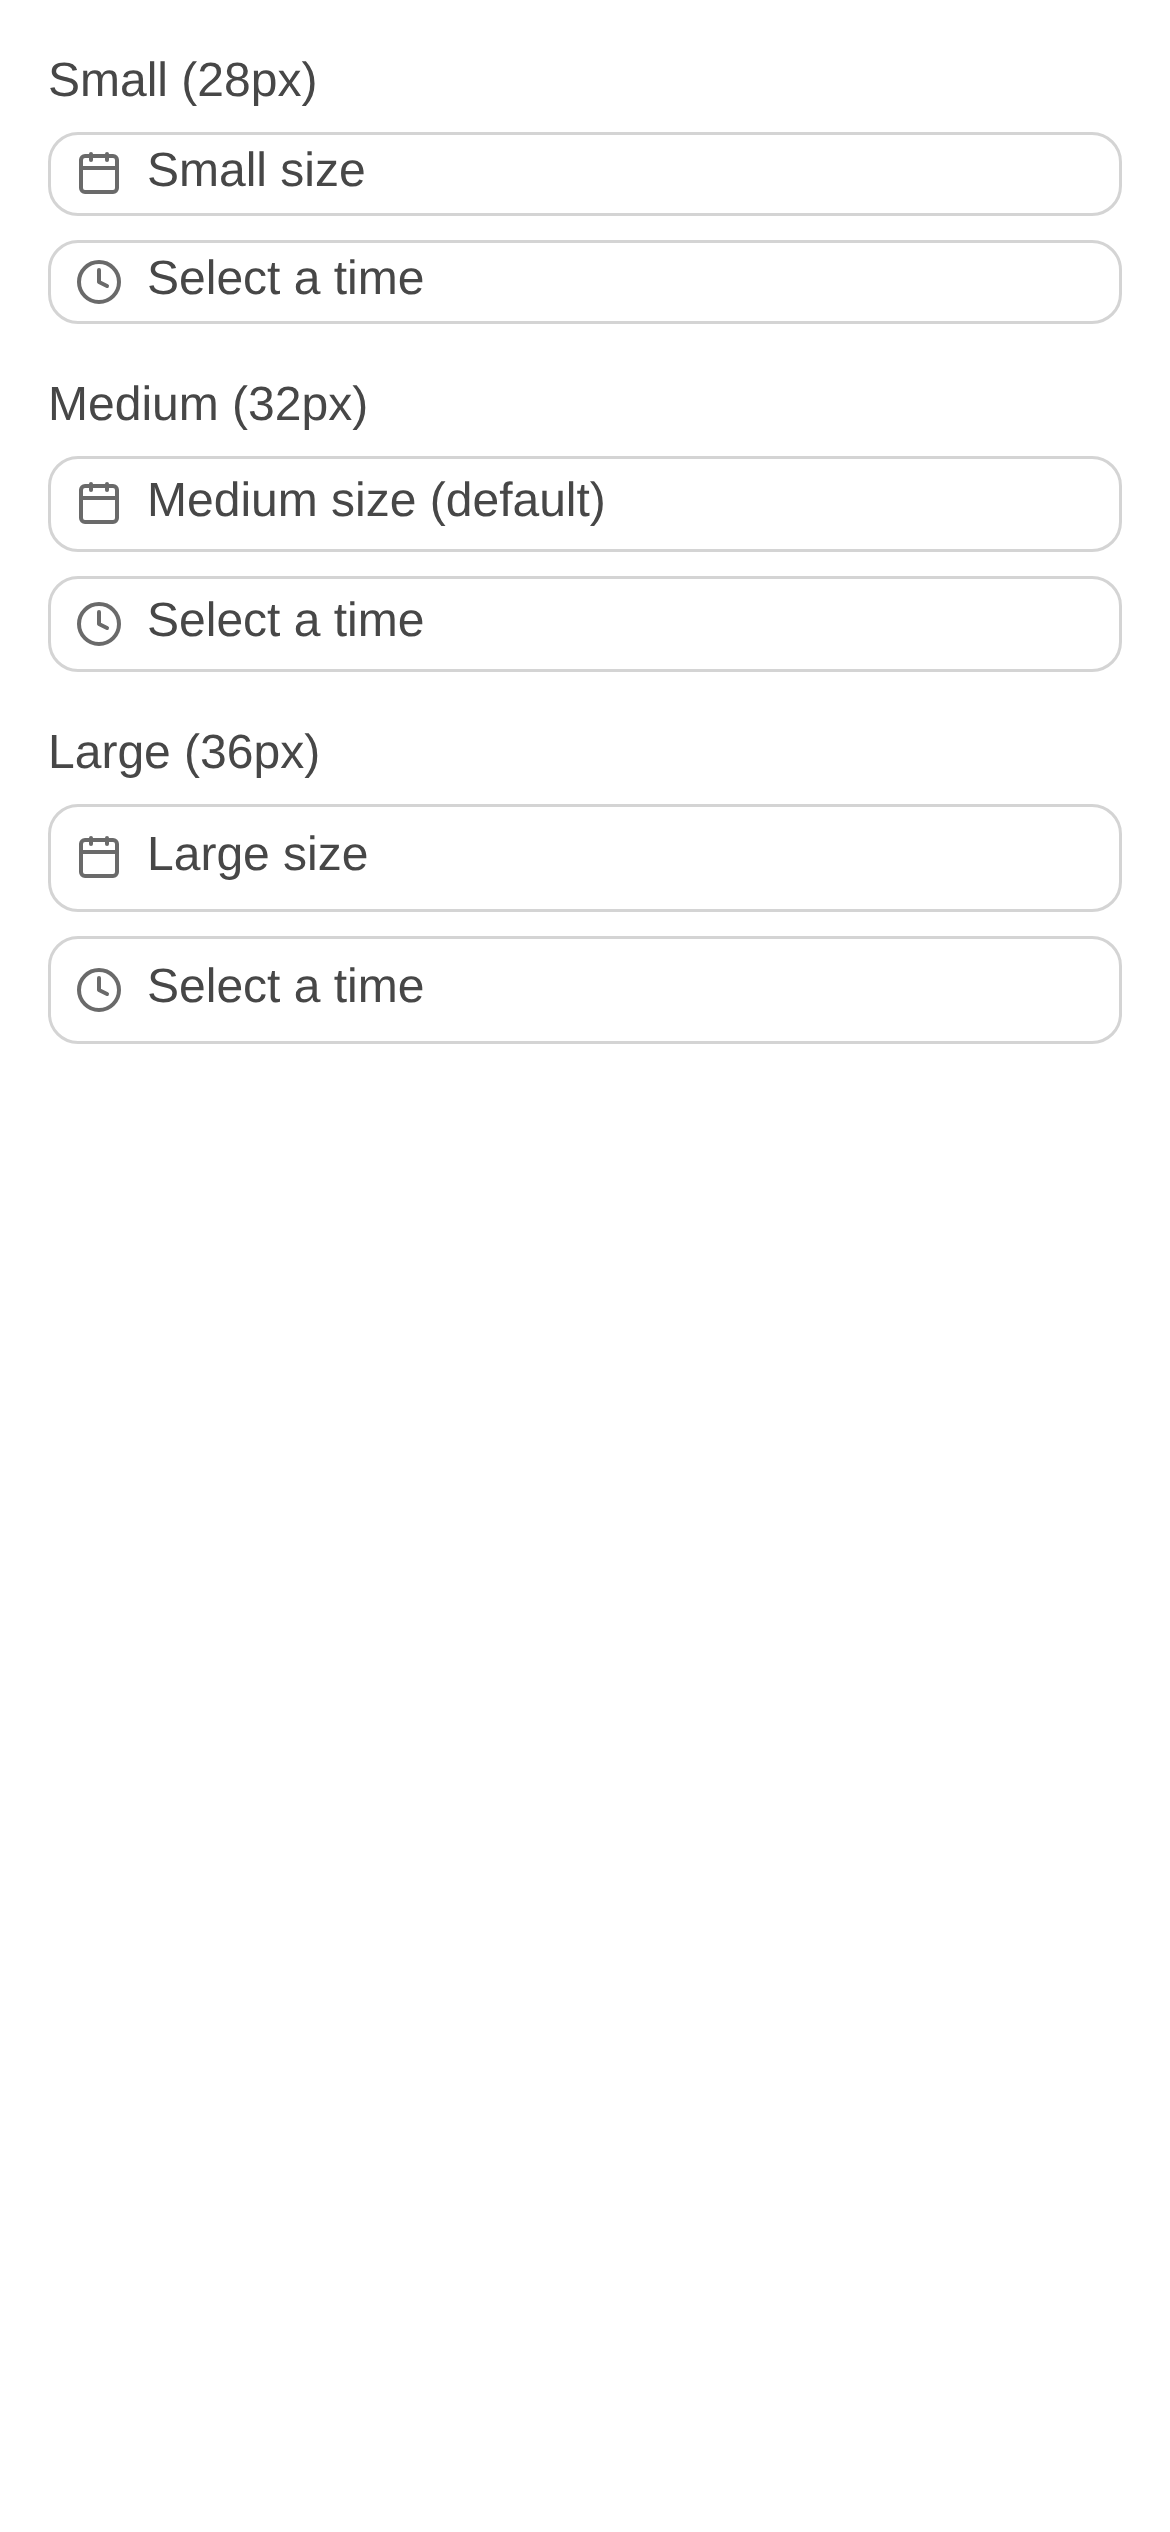 Small (28px)
Small size
Select a time
Medium (32px)
Medium size (default)
Select a time
Large (36px)
Large size
Select a time